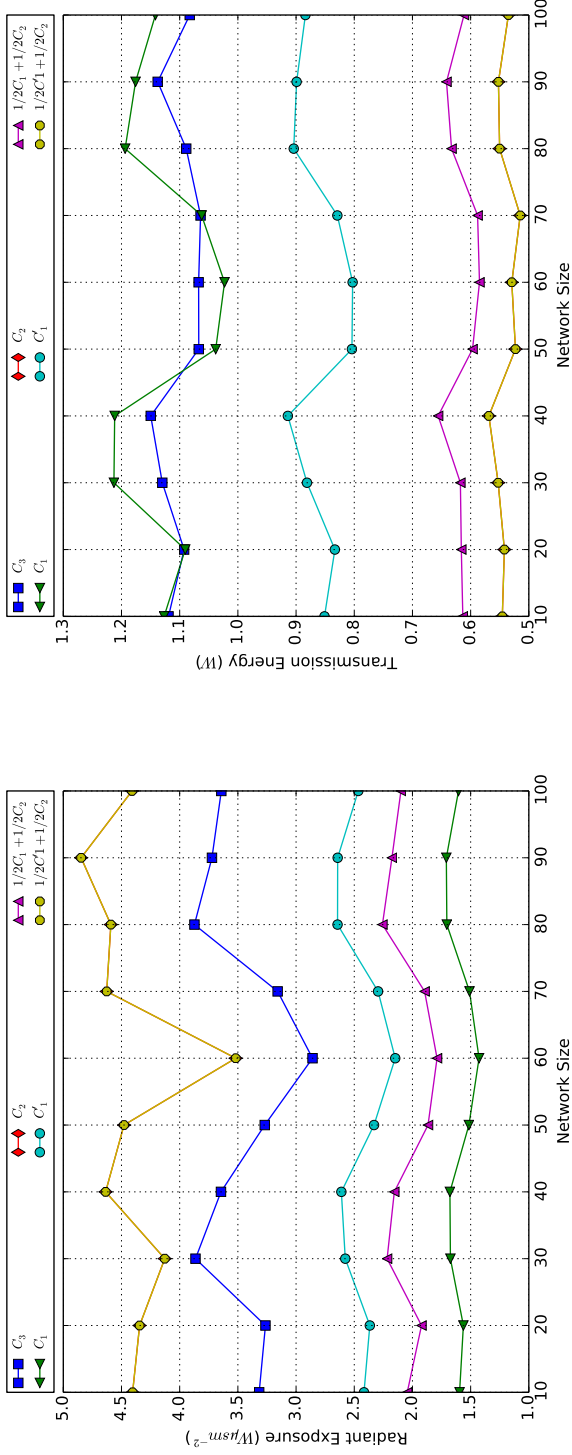 C₃ C₂ 1/2C₁ + 1/2C₂
C₁ C′₁ 1/2C′1 + 1/2C₂
5.0
4.5
4.0
3.5
3.0
2.5
2.0
1.5
1.0
Radiant Exposure (Wμsm⁻²)
10 20 30 40 50 60 70 80 90 100
Network Size
C₃ C₂ 1/2C₁ + 1/2C₂
C₁ C′₁ 1/2C′1 + 1/2C₂
1.3
1.2
1.1
1.0
0.9
0.8
0.7
0.6
0.5
Transmission Energy (W)
10 20 30 40 50 60 70 80 90 100
Network Size